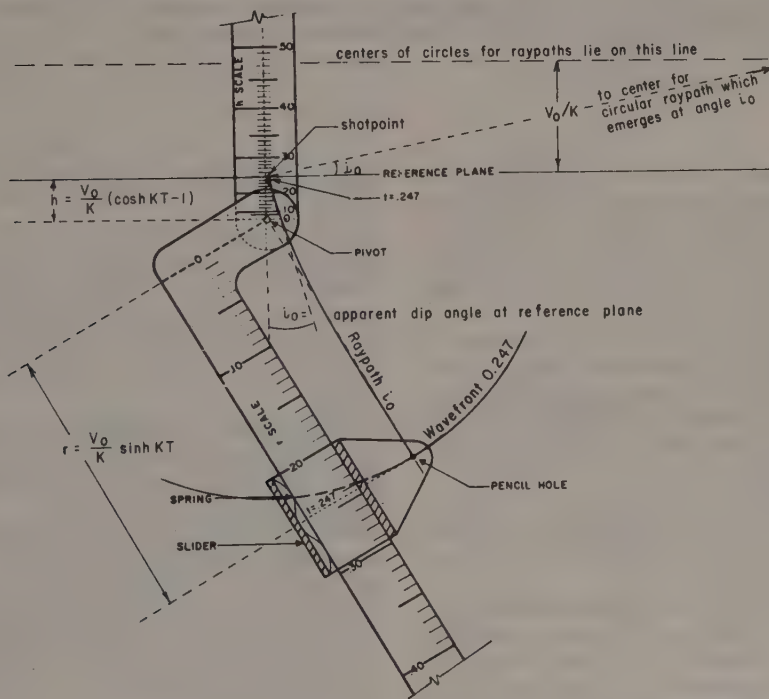 .50
centers of circles for raypaths lie on this line
h SCALE
.40
V₀/K
to center for
circular raypath which
emerges at angle i₀
shotpoint
.30
i₀
REFERENCE PLANE
.20
t=.247
h = V₀/K (cosh KT-1)
.10
0
PIVOT
0
i₀=
apparent dip angle at reference plane
.10
Raypath i₀
Wavefront 0.247
r SCALE
r = V₀/K sinh KT
.20
PENCIL HOLE
SPRING
t=.247
SLIDER
.30
.40